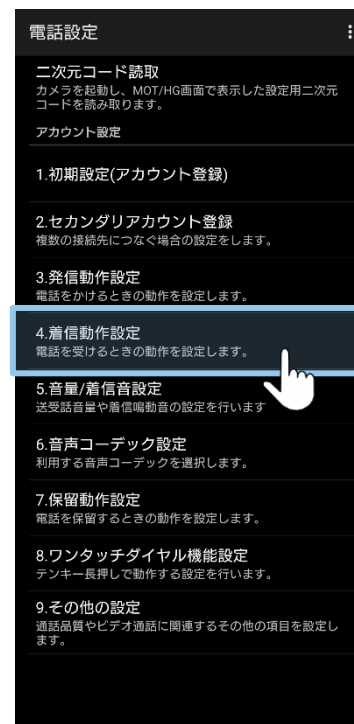 電話設定
二次元コード読取
カメラを起動し、MOT/HG画面で表示した設定用二次元
コードを読み取ります。
アカウント設定
1.初期設定(アカウント登録)
2.セカンダリアカウント登録
複数の接続先につなぐ場合の設定をします。
3.発信動作設定
電話をかけるときの動作を設定します。
4.着信動作設定
電話を受けるときの動作を設定します。
5.音量/着信音設定
送受話音量や着信鳴動音の設定を行います
6.音声コーデック設定
利用する音声コーデックを選択します。
7.保留動作設定
電話を保留するときの動作を設定します。
8.ワンタッチダイヤル機能設定
テンキー長押しで動作する設定を行います。
9.その他の設定
通話品質やビデオ通話に関連するその他の項目を設定し
ます。